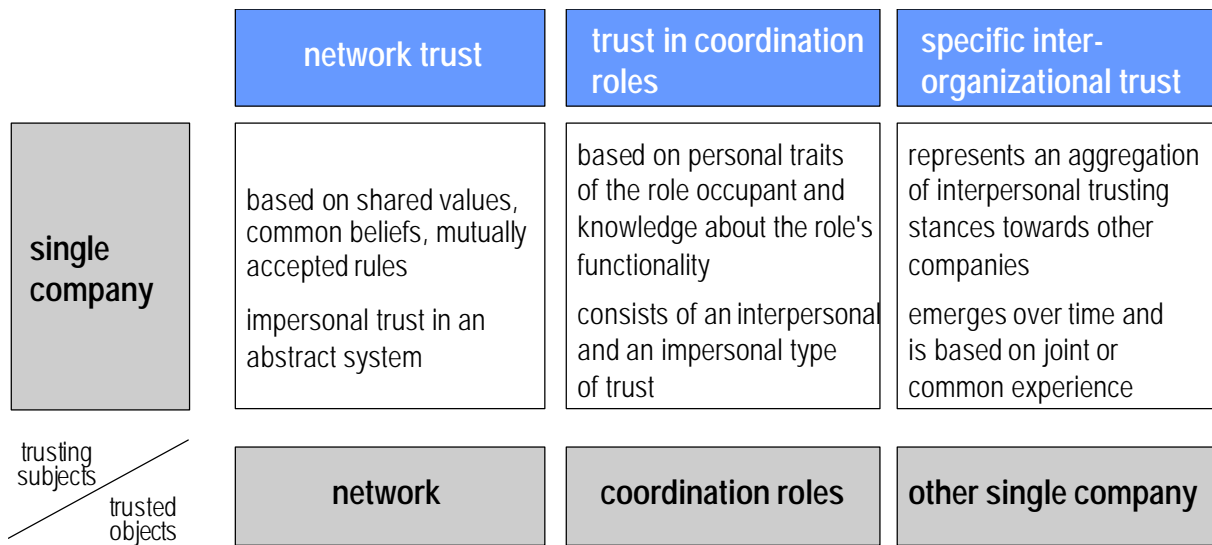 network trust
trust in coordination
roles
specific inter-
organizational trust
single
company
based on shared values,
common beliefs, mutually
accepted rules
impersonal trust in an
abstract system
based on personal traits
of the role occupant and
knowledge about the role's
functionality
consists of an interpersonal
and an impersonal type
of trust
represents an aggregation
of interpersonal trusting
stances towards other
companies
emerges over time and
is based on joint or
common experience
trusting
subjects
trusted
objects
network
coordination roles
other single company